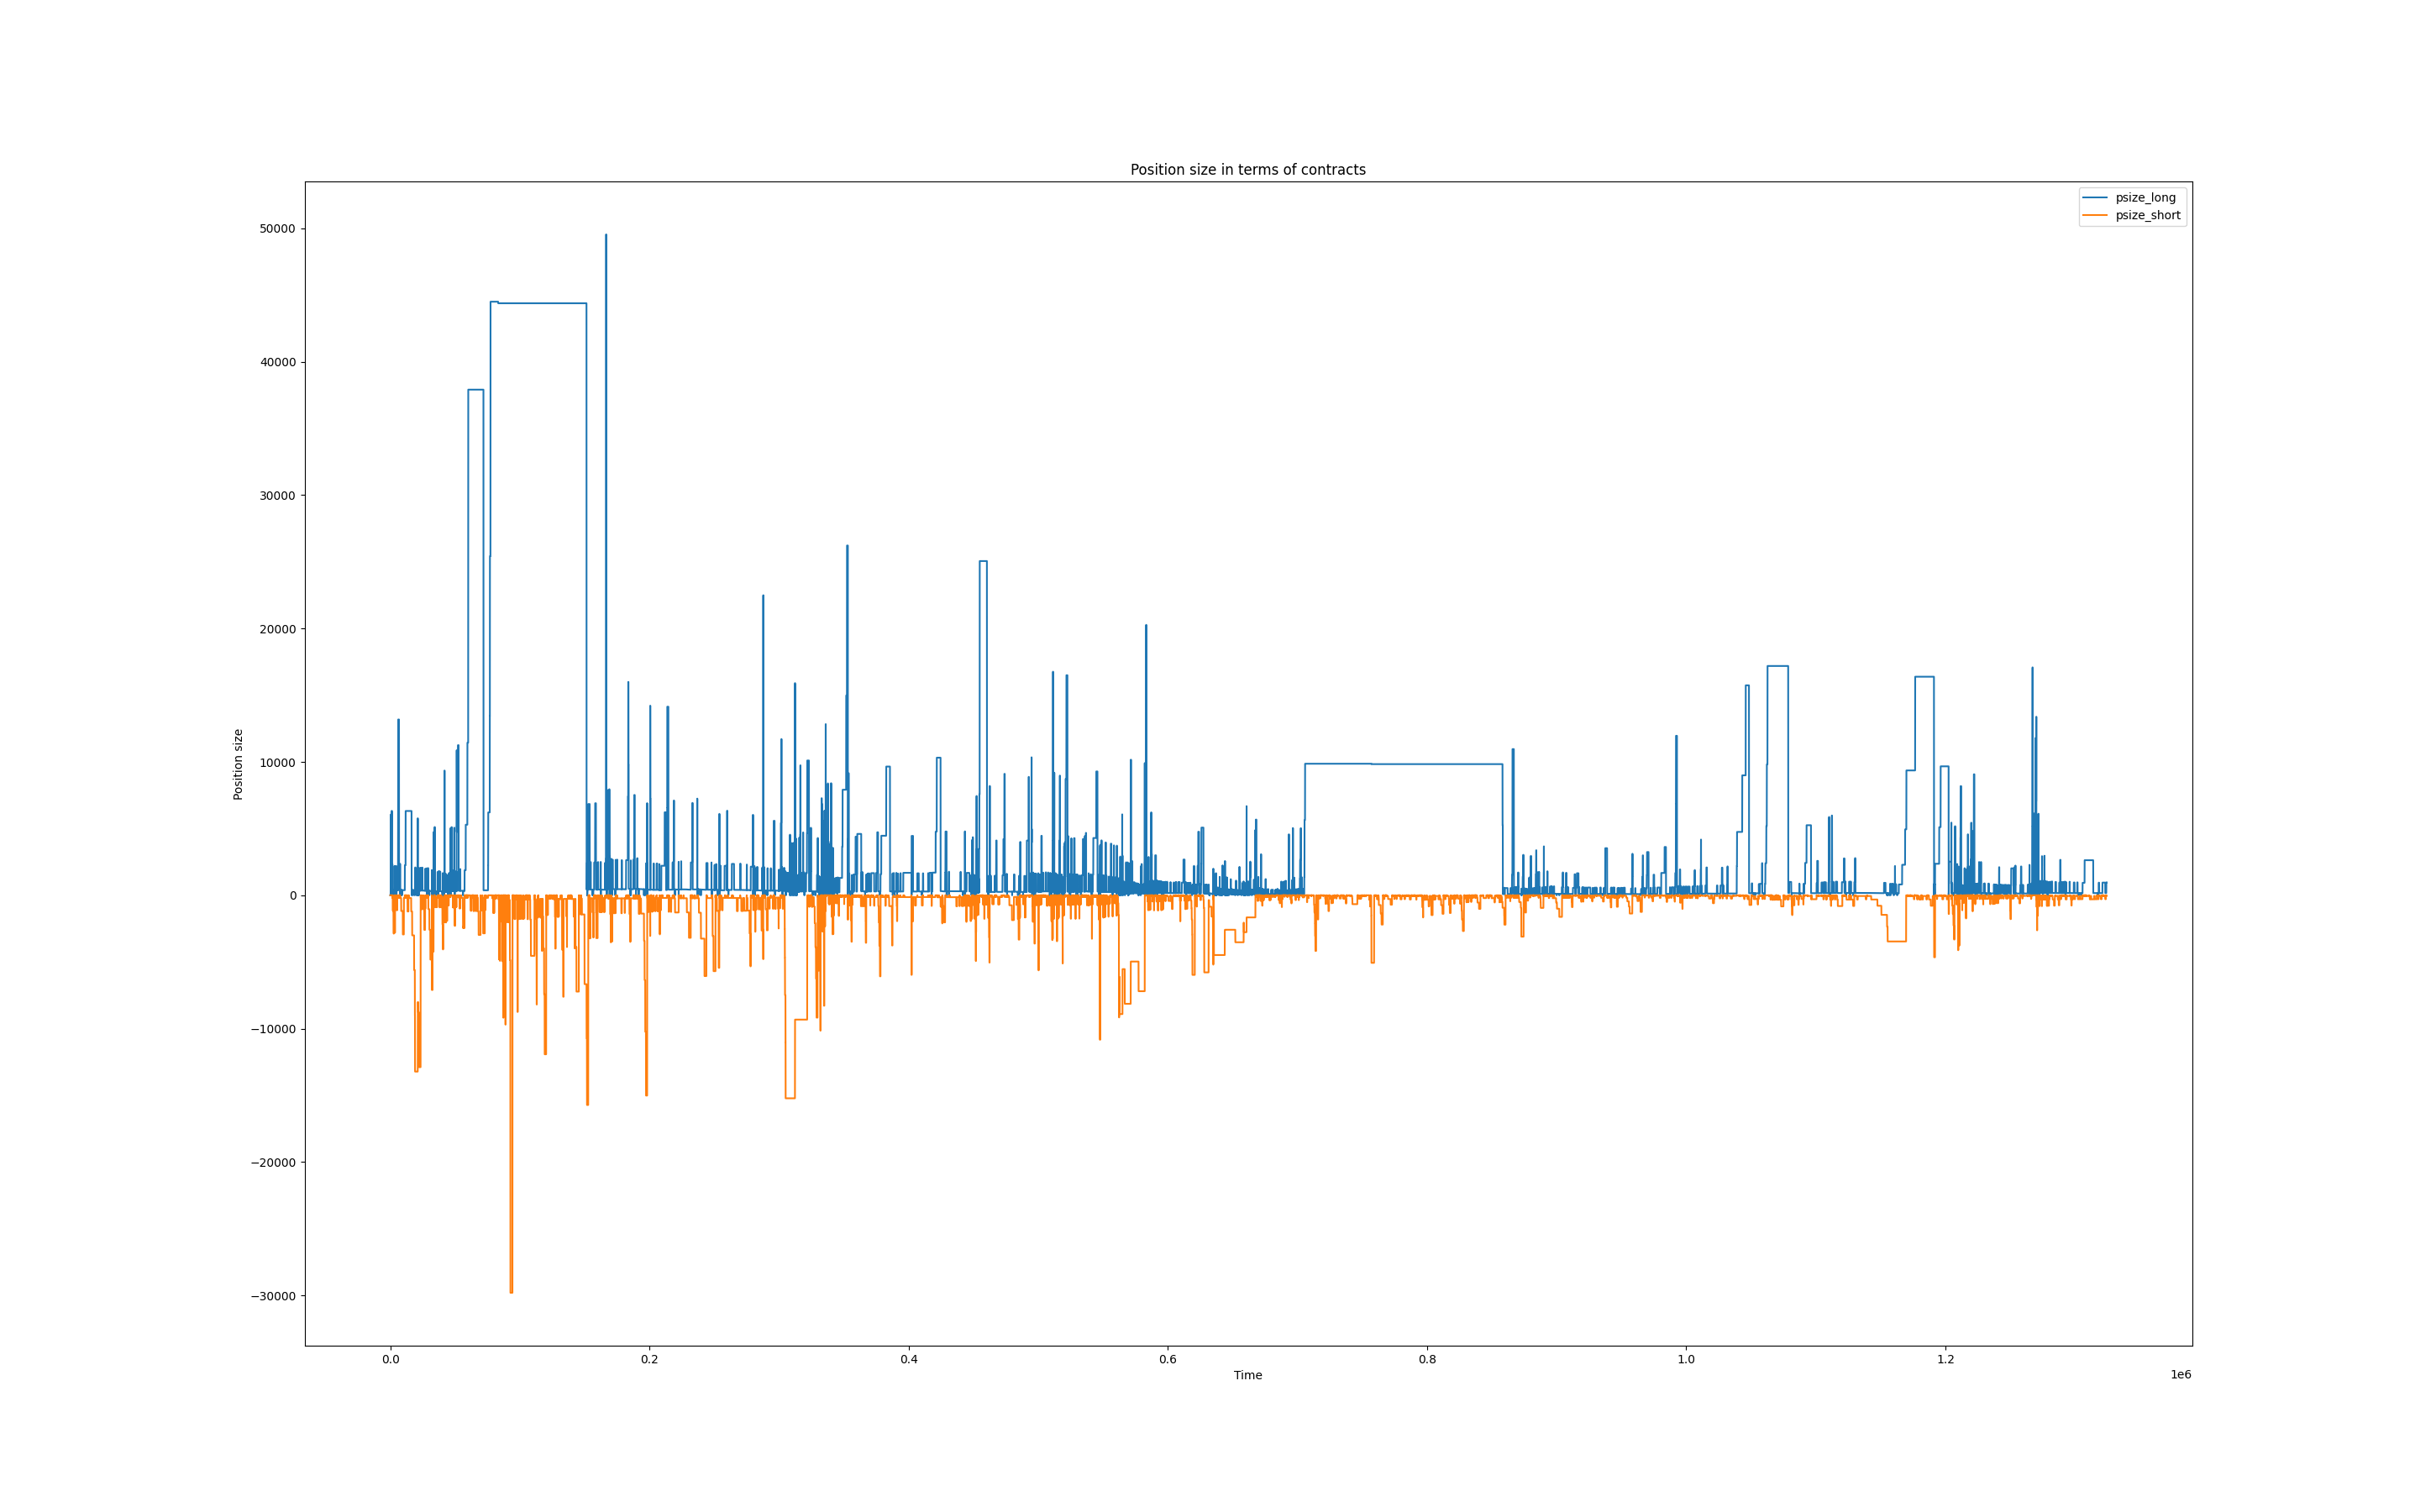 Position size in terms of contracts
psize_long
psize_short
50000
40000
30000
20000
10000
0
−10000
−20000
−30000
Position size
0.0 0.2 0.4 0.6 0.8 1.0 1.2
Time
1e6